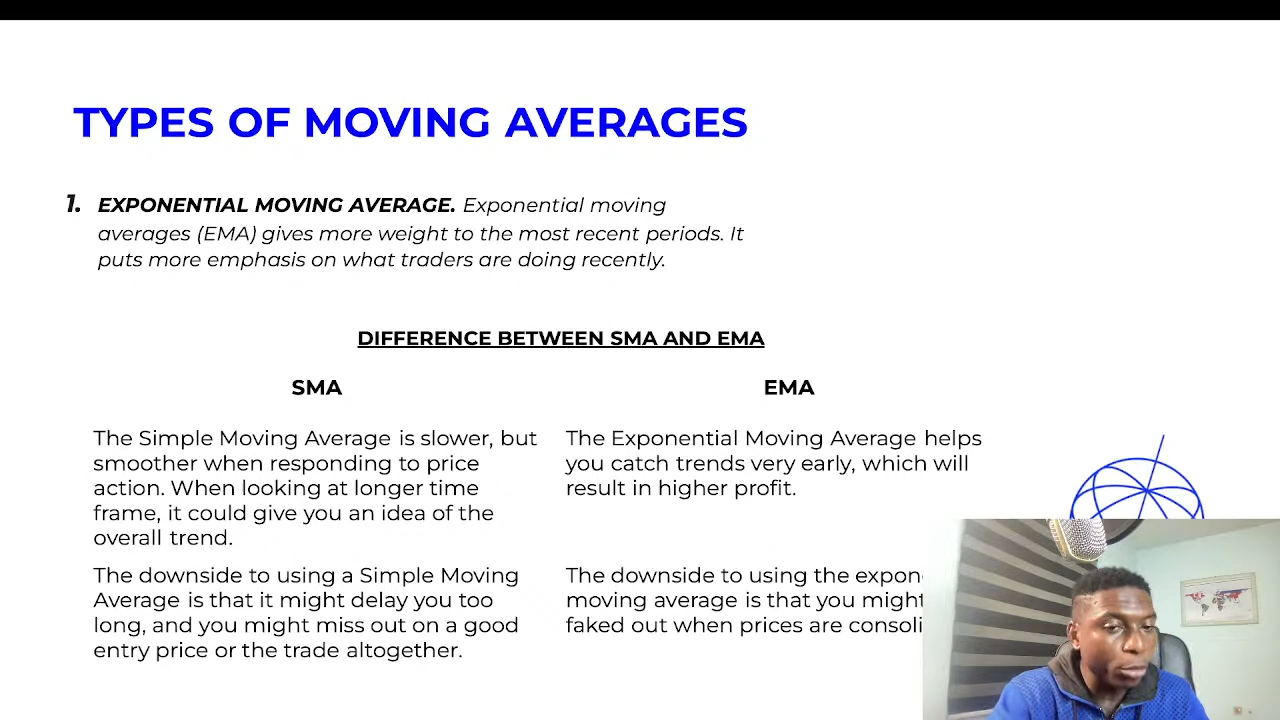 TYPES OF MOVING AVERAGES
1. EXPONENTIAL MOVING AVERAGE. Exponential moving
averages (EMA) gives more weight to the most recent periods. It
puts more emphasis on what traders are doing recently.
DIFFERENCE BETWEEN SMA AND EMA
SMA
The Simple Moving Average is slower, but
smoother when responding to price
action. When looking at longer time
frame, it could give you an idea of the
overall trend.
The downside to using a Simple Moving
Average is that it might delay you too
long, and you might miss out on a good
entry price or the trade altogether.
EMA
The Exponential Moving Average helps
you catch trends very early, which will
result in higher profit.
The downside to using the
moving average is that you might
faked out when prices are